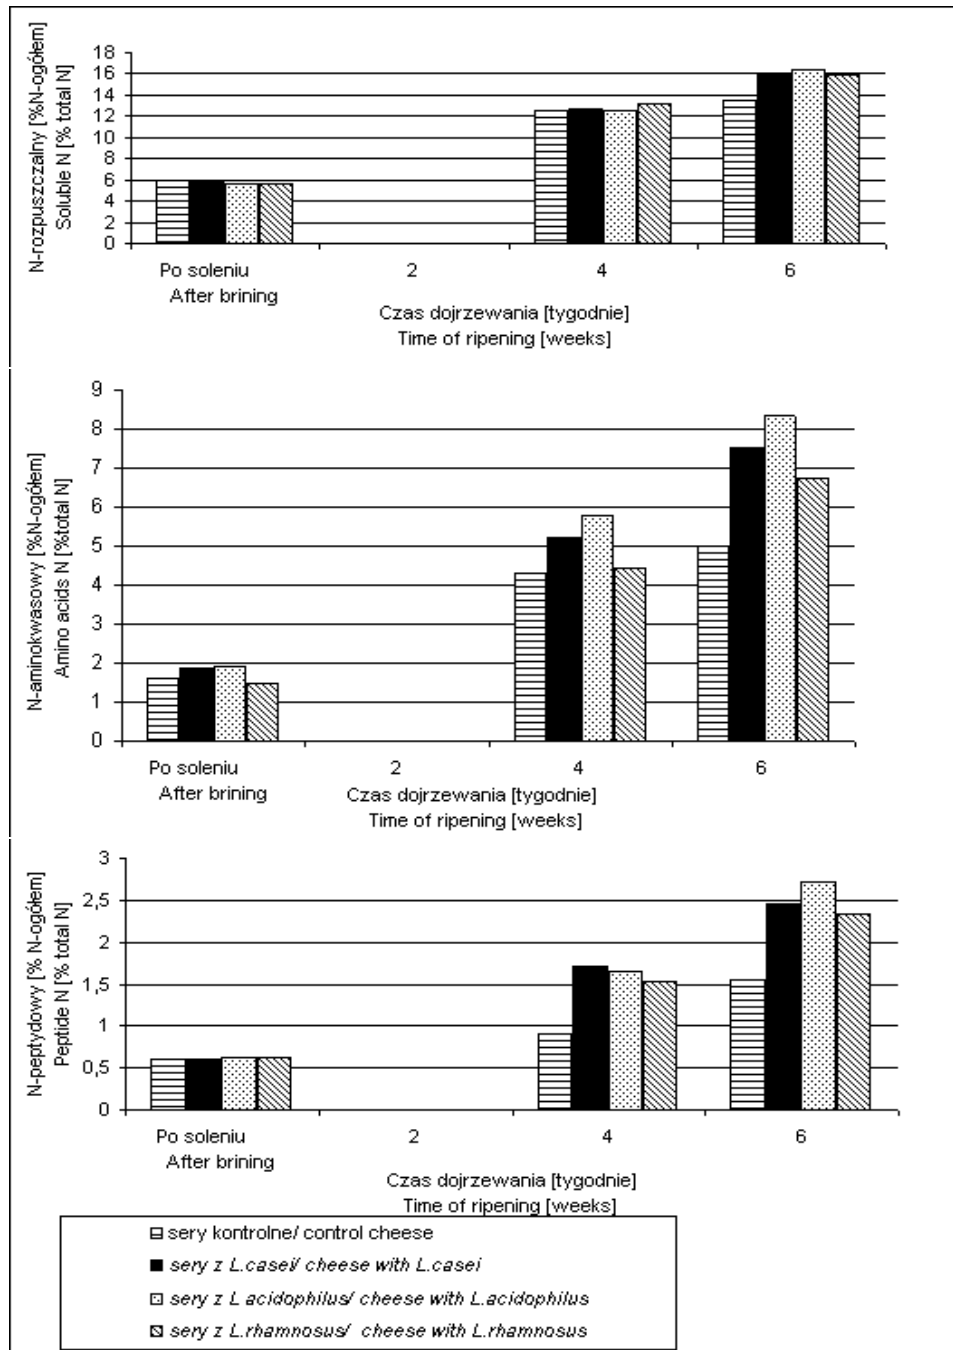 N-rozpuszczalny [%N-ogółem]
Soluble N [% total N]
18
16
14
12
10
8
6
4
2
0
Po soleniu 2 4 6
After brining
Czas dojrzewania [tygodnie]
Time of ripening [weeks]
N-aminokwasowy [%N-ogółem]
Amino acids N [%total N]
9
8
7
6
5
4
3
2
1
0
Po soleniu 2 4 6
After brining
Czas dojrzewania [tygodnie]
Time of ripening [weeks]
N-peptydowy [% N-ogółem]
Peptide N [% total N]
3
2,5
2
1,5
1
0,5
0
Po soleniu 2 4 6
After brining
Czas dojrzewania [tygodnie]
Time of ripening [weeks]
sery kontrolne/ control cheese
sery z L.casei/ cheese with L.casei
sery z L.acidophilus/ cheese with L.acidophilus
sery z L.rhamnosus/ cheese with L.rhamnosus